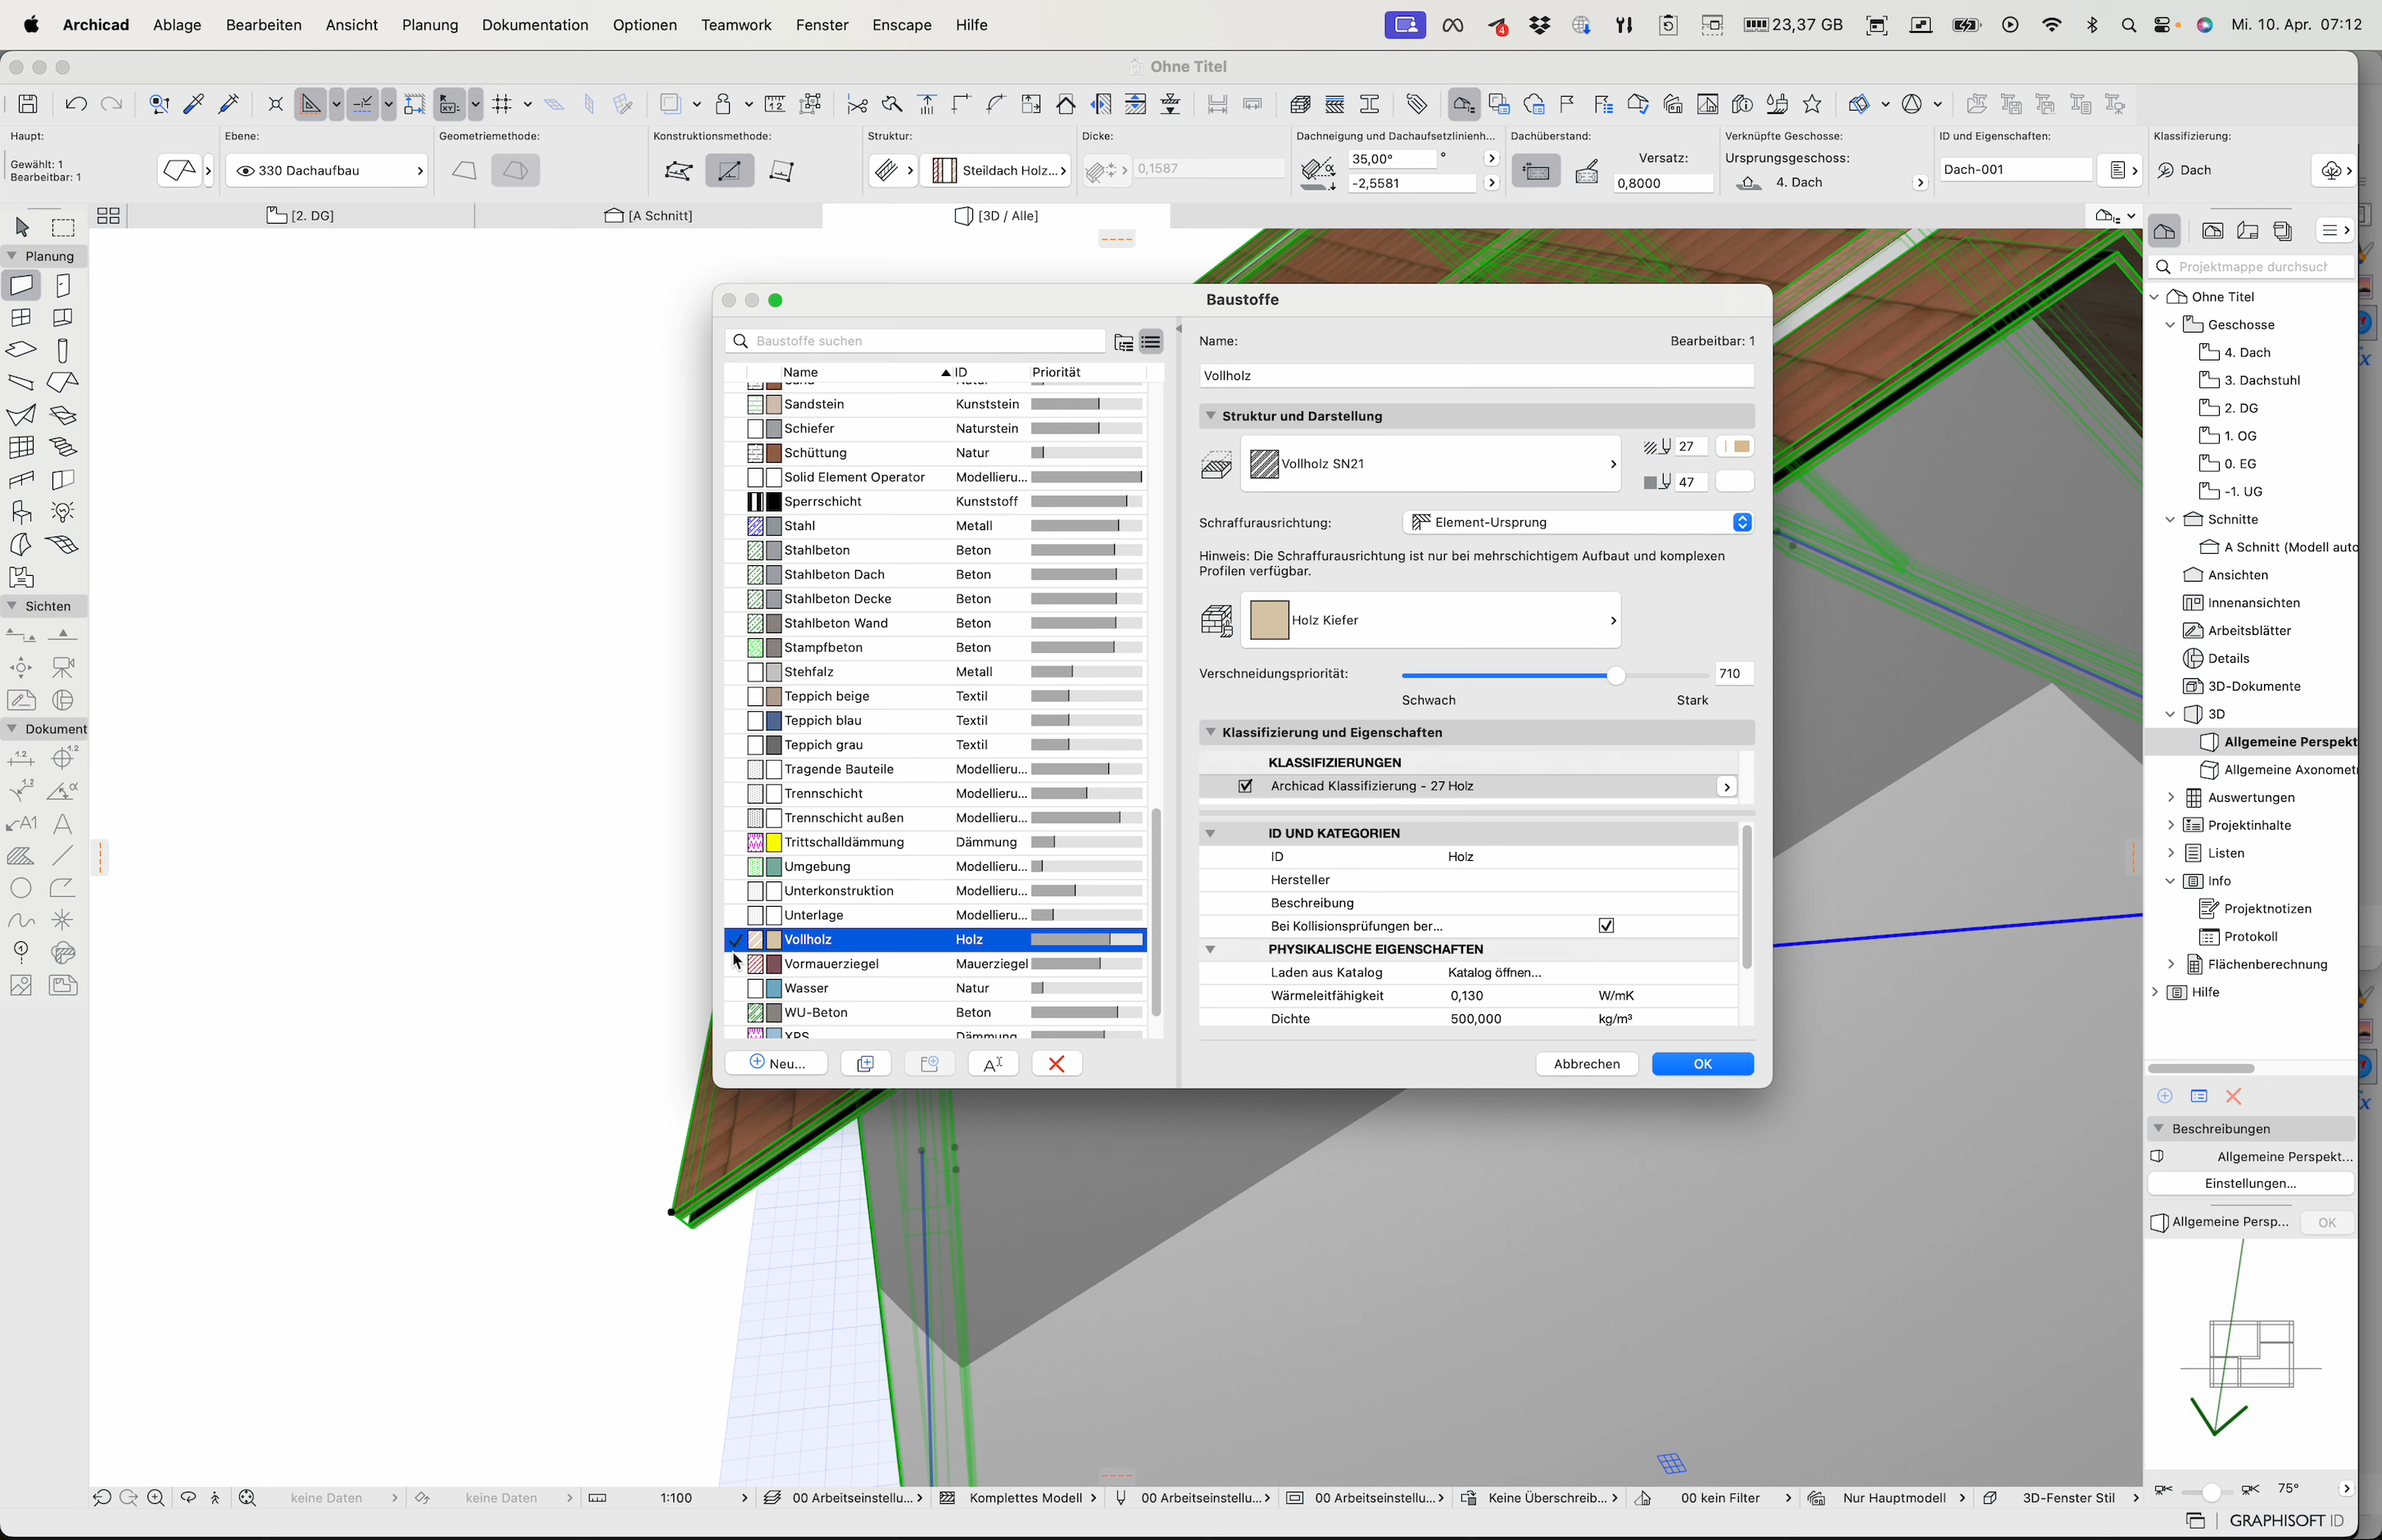 Archicad Ablage Bearbeiten Ansicht Planung Dokumentation Optionen Teamwork Fenster Enscape Hilfe 4 23,37 GB Mi. 10. Apr. 07:12
Ohne Titel
Haupt: Ebene: Geometriemethode: Konstruktionsmethode: Struktur: Dicke: Dachneigung und Dachaufsetzlinienh... Dachüberstand: Verknüpfte Geschosse: ID und Eigenschaften: Klassifizierung:
Gewählt: 1
Bearbeitbar: 1
330 Dachaufbau
Steildach Holz...
0,1587
35,00° °
-2,5581
Versatz:
0,8000
Ursprungsgeschoss:
4. Dach
Dach-001
Dach
[2. DG] [A Schnitt] [3D / Alle]
Planung
Sichten
Dokument
Baustoffe
Baustoffe suchen
Name ID Priorität
Sand Natur
Sandstein Kunststein
Schiefer Naturstein
Schüttung Natur
Solid Element Operator Modellieru...
Sperrschicht Kunststoff
Stahl Metall
Stahlbeton Beton
Stahlbeton Dach Beton
Stahlbeton Decke Beton
Stahlbeton Wand Beton
Stampfbeton Beton
Stehfalz Metall
Teppich beige Textil
Teppich blau Textil
Teppich grau Textil
Tragende Bauteile Modellieru...
Trennschicht Modellieru...
Trennschicht außen Modellieru...
Trittschalldämmung Dämmung
Umgebung Modellieru...
Unterkonstruktion Modellieru...
Unterlage Modellieru...
Vollholz Holz
Vormauerziegel Mauerziegel
Wasser Natur
WU-Beton Beton
XPS Dämmung
Neu...
Name: Bearbeitbar: 1
Vollholz
Struktur und Darstellung
Vollholz SN21
27
47
Schraffurausrichtung: Element-Ursprung
Hinweis: Die Schraffurausrichtung ist nur bei mehrschichtigem Aufbau und komplexen
Profilen verfügbar.
Holz Kiefer
Verschneidungspriorität: 710
Schwach Stark
Klassifizierung und Eigenschaften
KLASSIFIZIERUNGEN
Archicad Klassifizierung - 27 Holz
ID UND KATEGORIEN
ID Holz
Hersteller
Beschreibung
Bei Kollisionsprüfungen ber...
PHYSIKALISCHE EIGENSCHAFTEN
Laden aus Katalog Katalog öffnen...
Wärmeleitfähigkeit 0,130 W/mK
Dichte 500,000 kg/m³
Abbrechen OK
Projektmappe durchsuch
Ohne Titel
Geschosse
4. Dach
3. Dachstuhl
2. DG
1. OG
0. EG
-1. UG
Schnitte
A Schnitt (Modell auto
Ansichten
Innenansichten
Arbeitsblätter
Details
3D-Dokumente
3D
Allgemeine Perspekt
Allgemeine Axonomet
Auswertungen
Projektinhalte
Listen
Info
Projektnotizen
Protokoll
Flächenberechnung
Hilfe
Beschreibungen
Allgemeine Perspekt...
Einstellungen...
Allgemeine Persp... OK
75°
keine Daten keine Daten 1:100 00 Arbeitseinstellu... Komplettes Modell 00 Arbeitseinstellu... 00 Arbeitseinstellu... Keine Überschreib... 00 kein Filter Nur Hauptmodell 3D-Fenster Stil
GRAPHISOFT ID